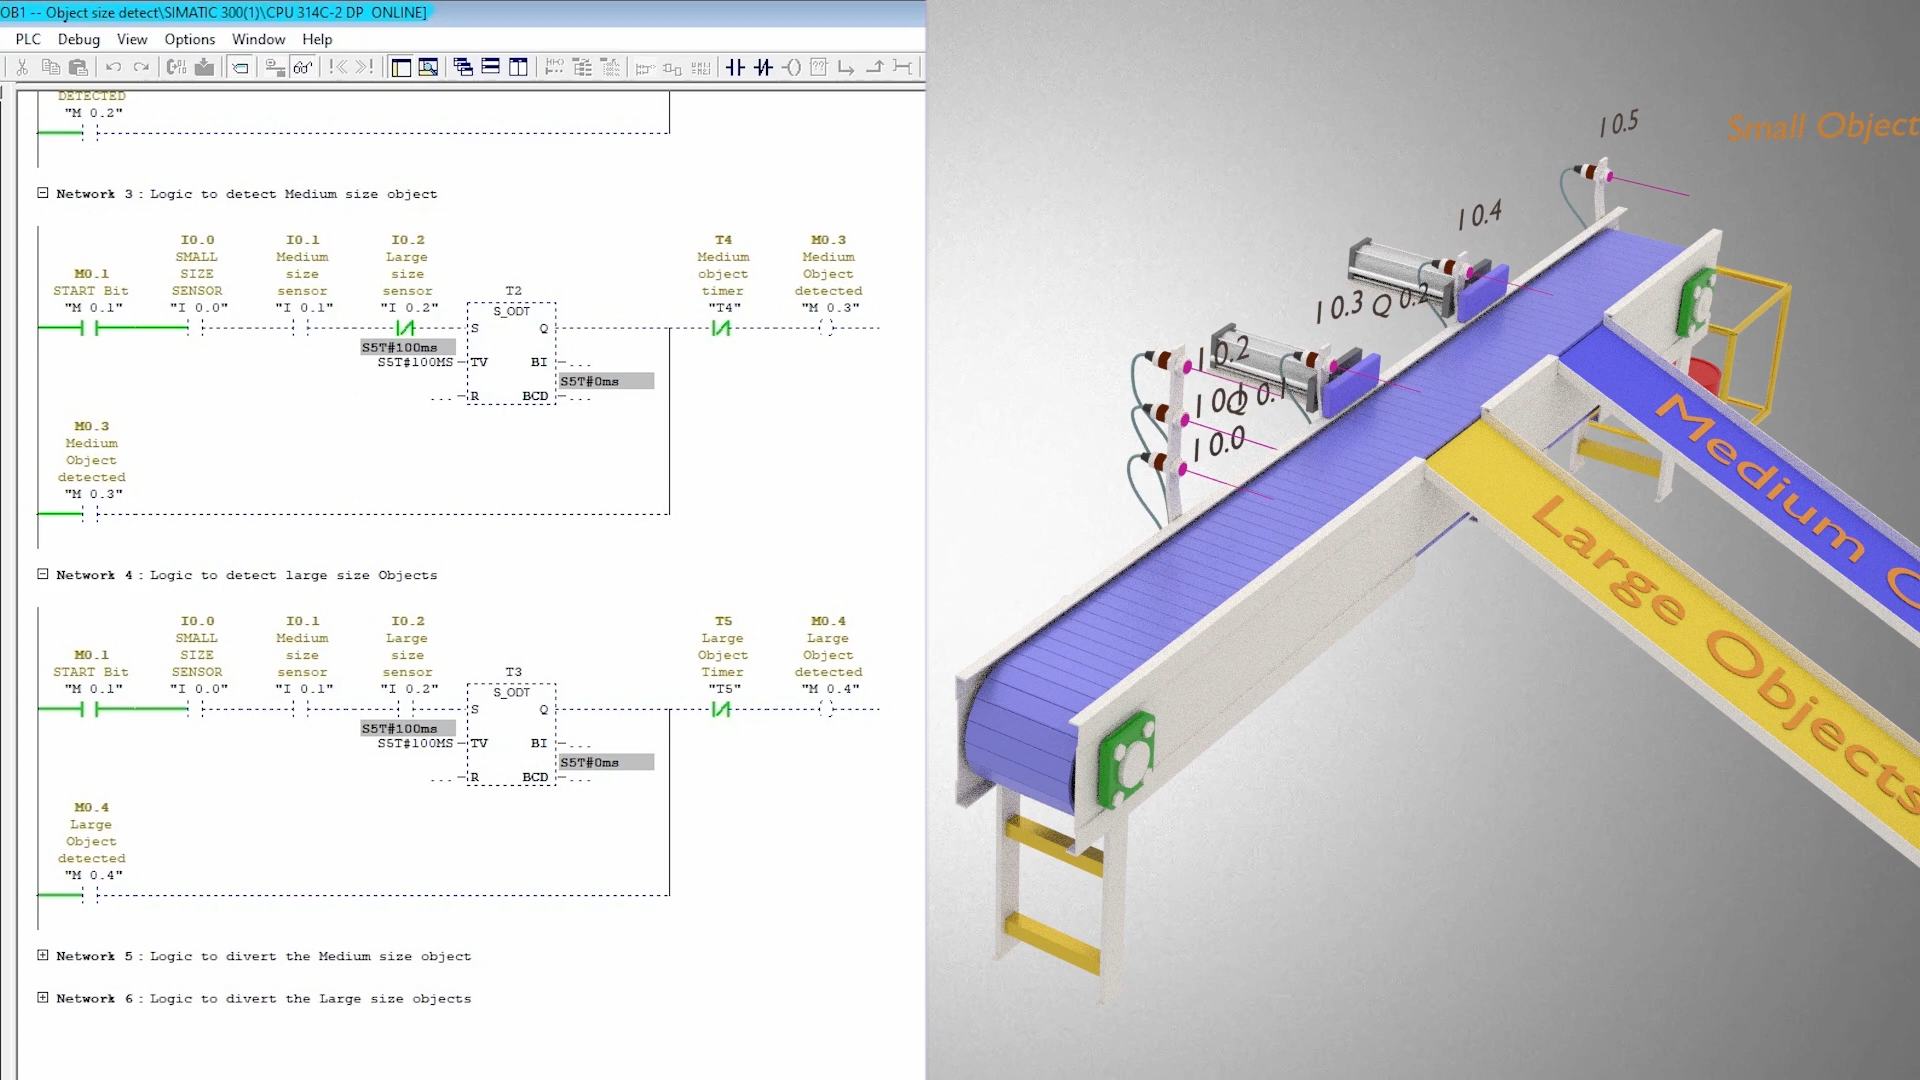 OB1 -- Object size detect\SIMATIC 300(1)\CPU 314C-2 DP  ONLINE]
PLC Debug View Options Window Help
DETECTED
"M 0.2"
Network 3 : Logic to detect Medium size object
M0.1
START Bit
"M 0.1"
I0.0
SMALL
SIZE
SENSOR
"I 0.0"
I0.1
Medium
size
sensor
"I 0.1"
I0.2
Large
size
sensor
"I 0.2"
T2
S_ODT
S Q
S5T#100ms
S5T#100MS TV BI ...
S5T#0ms
... R BCD ...
T4
Medium
object
timer
"T4"
M0.3
Medium
Object
detected
"M 0.3"
M0.3
Medium
Object
detected
"M 0.3"
Network 4 : Logic to detect large size Objects
M0.1
START Bit
"M 0.1"
I0.0
SMALL
SIZE
SENSOR
"I 0.0"
I0.1
Medium
size
sensor
"I 0.1"
I0.2
Large
size
sensor
"I 0.2"
T3
S_ODT
S Q
S5T#100ms
S5T#100MS TV BI ...
S5T#0ms
... R BCD ...
T5
Large
Object
Timer
"T5"
M0.4
Large
Object
detected
"M 0.4"
M0.4
Large
Object
detected
"M 0.4"
Network 5 : Logic to divert the Medium size object
Network 6 : Logic to divert the Large size objects
I 0.5
Small Object
I 0.4
I 0.3 Q 0.2
I 0.2
Q 0.1
I 0.0
Medium O
Large Objects